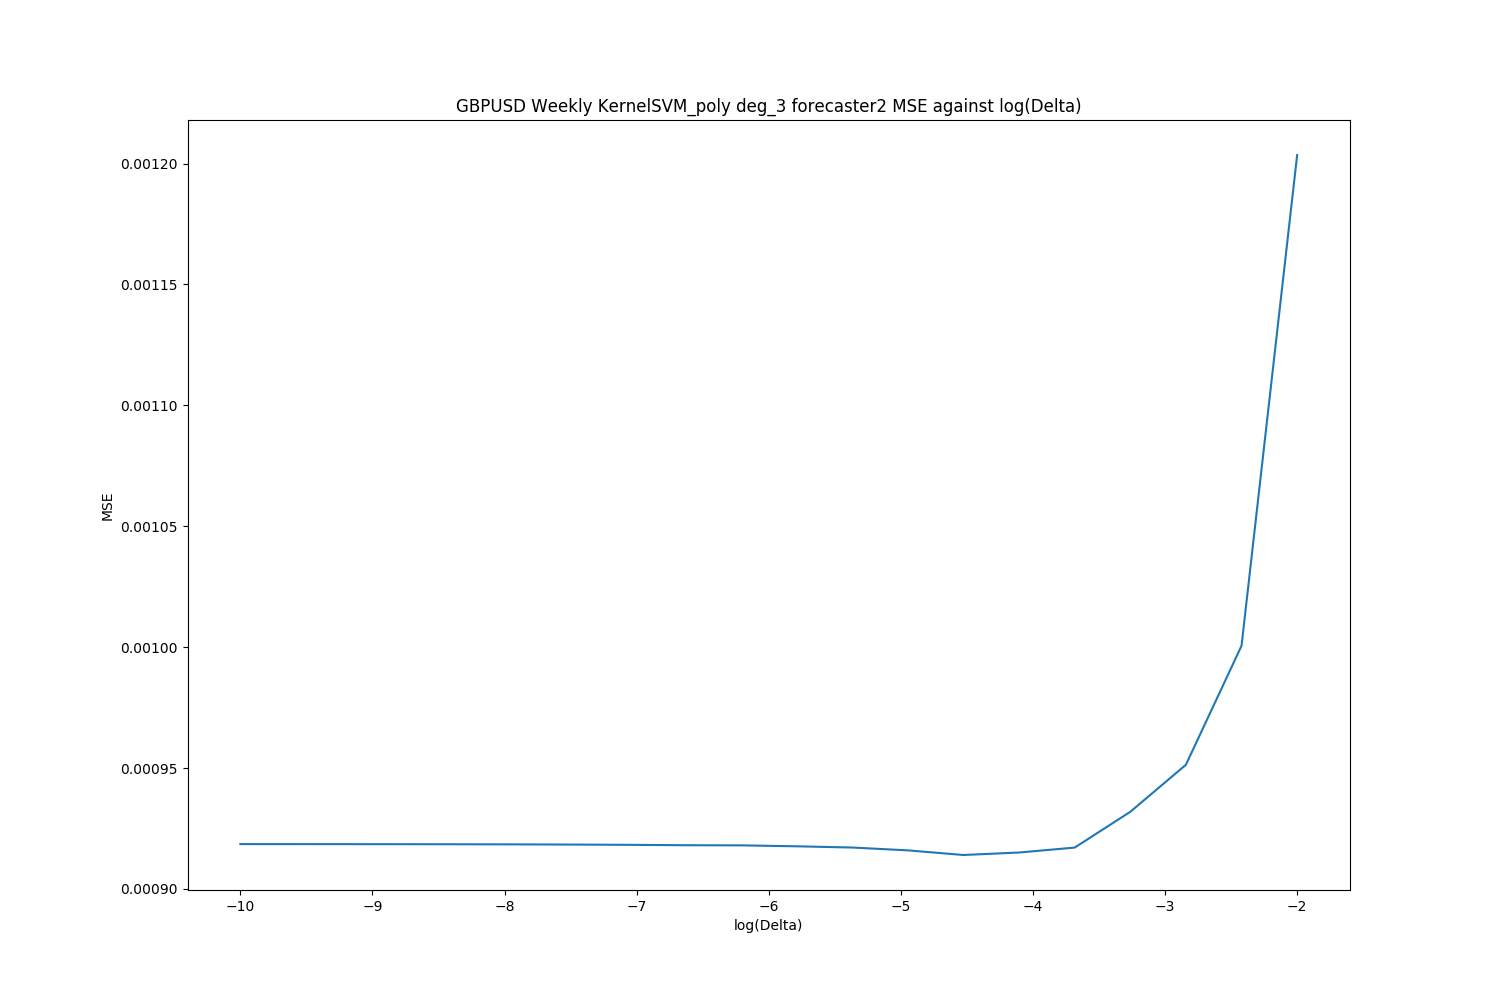 GBPUSD Weekly KernelSVM_poly deg_3 forecaster2 MSE against log(Delta)
0.00120
0.00115
0.00110
MSE
0.00105
0.00100
0.00095
0.00090
−10 −9 −8 −7 −6 −5 −4 −3 −2
log(Delta)